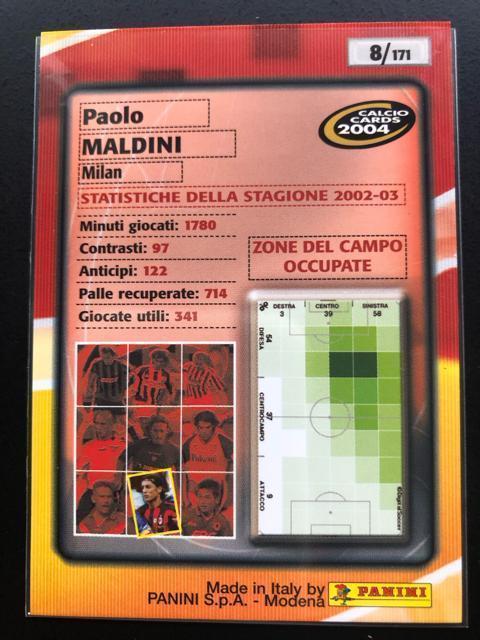 8/171
CALCIO
CARDS
2004
Paolo
MALDINI
Milan
STATISTICHE DELLA STAGIONE 2002-03
Minuti giocati: 1780
Contrasti: 97
Anticipi: 122
Palle recuperate: 714
Giocate utili: 341
ZONE DEL CAMPO
OCCUPATE
% DESTRA CENTRO SINISTRA
3 39 58
54 DIFESA
37 CENTROCAMPO
9 ATTACCO
Made in Italy by
PANINI S.p.A. - Modena
PANINI